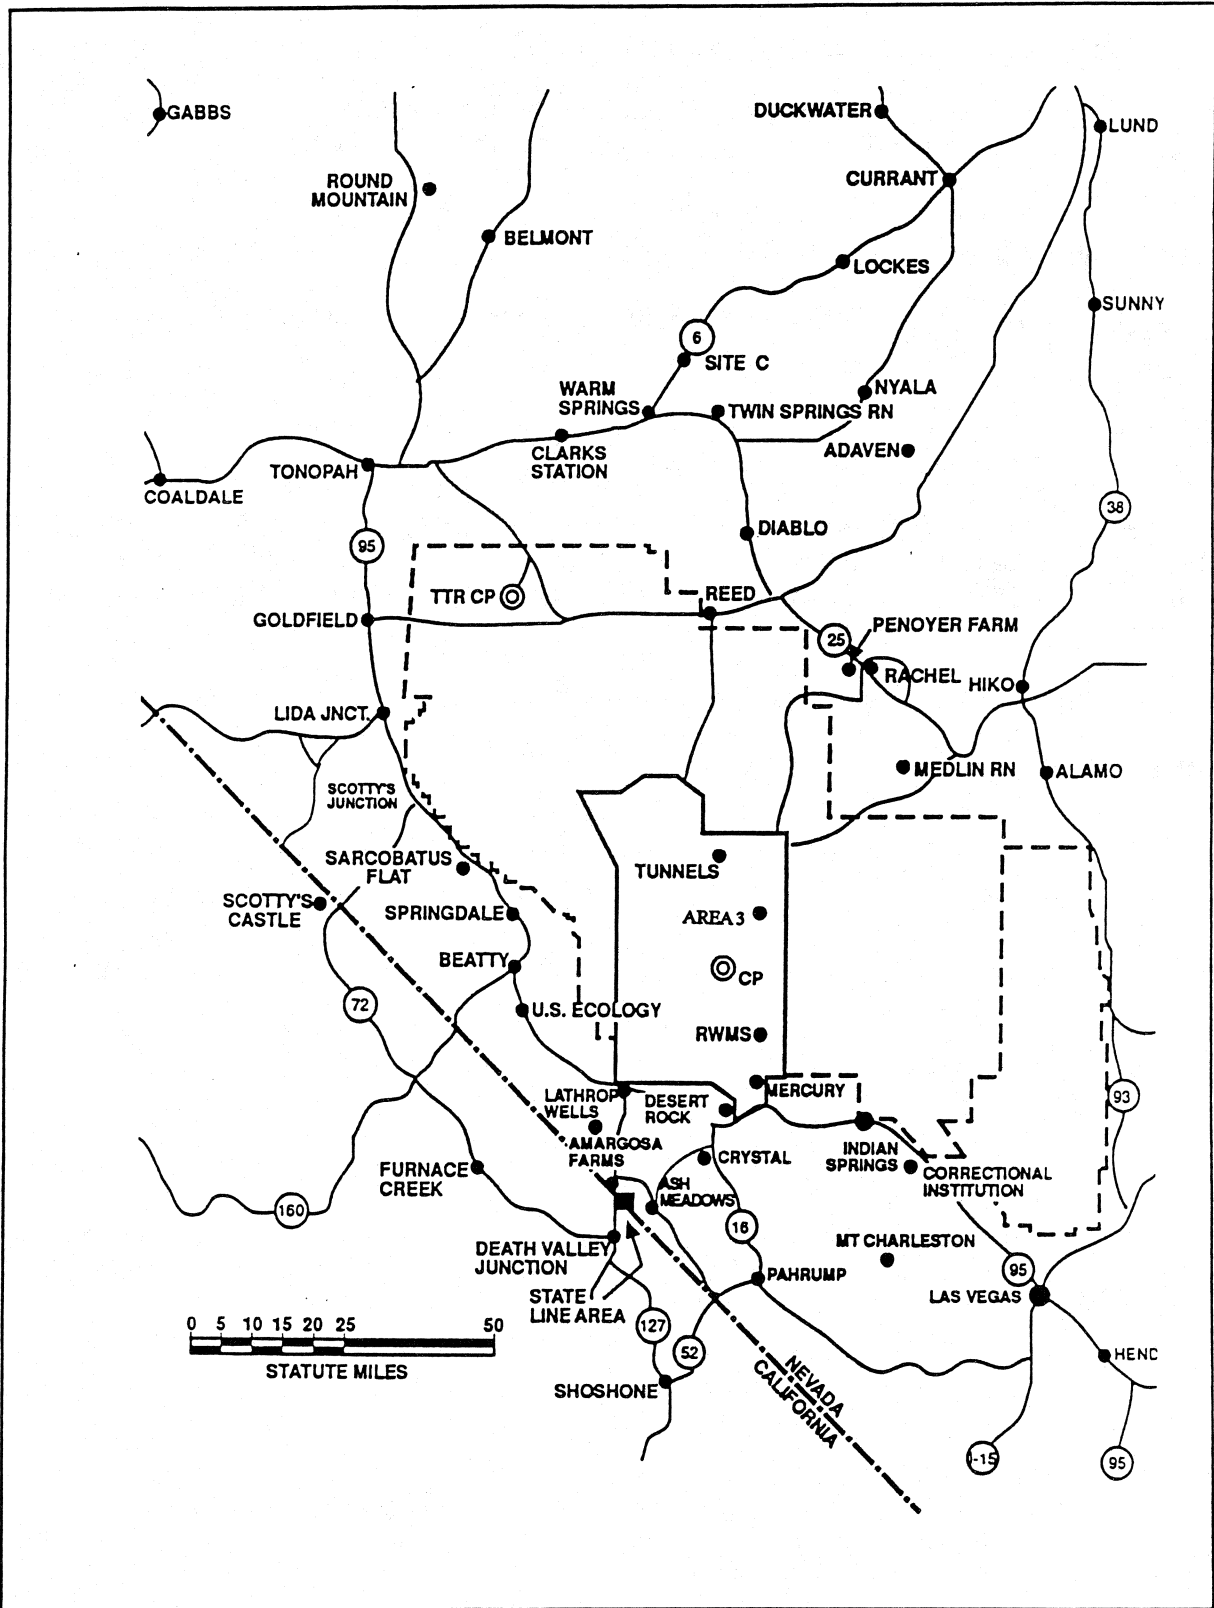 GABBS
DUCKWATER
LUND
CURRANT
ROUND
MOUNTAIN
BELMONT
LOCKES
SUNNY
6
SITE C
WARM
SPRINGS
NYALA
TWIN SPRINGS RN
CLARKS
STATION
ADAVEN
TONOPAH
COALDALE
38
DIABLO
95
TTR CP
REED
GOLDFIELD
25
PENOYER FARM
RACHEL
HIKO
LIDA JNCT.
MEDLIN RN
ALAMO
SCOTTY'S
JUNCTION
SARCOBATUS
FLAT
TUNNELS
SCOTTY'S
CASTLE
SPRINGDALE
AREA 3
BEATTY
CP
72
U.S. ECOLOGY
RWMS
LATHROP
WELLS
DESERT
ROCK
MERCURY
93
AMARGOSA
FARMS
INDIAN
SPRINGS
CRYSTAL
FURNACE
CREEK
CORRECTIONAL
INSTITUTION
ASH
MEADOWS
160
16
DEATH VALLEY
JUNCTION
MT CHARLESTON
PAHRUMP
95
STATE
LINE AREA
LAS VEGAS
127
52
0 5 10 15 20 25 50
STATUTE MILES
HEND
SHOSHONE
NEVADA
CALIFORNIA
I-15
95